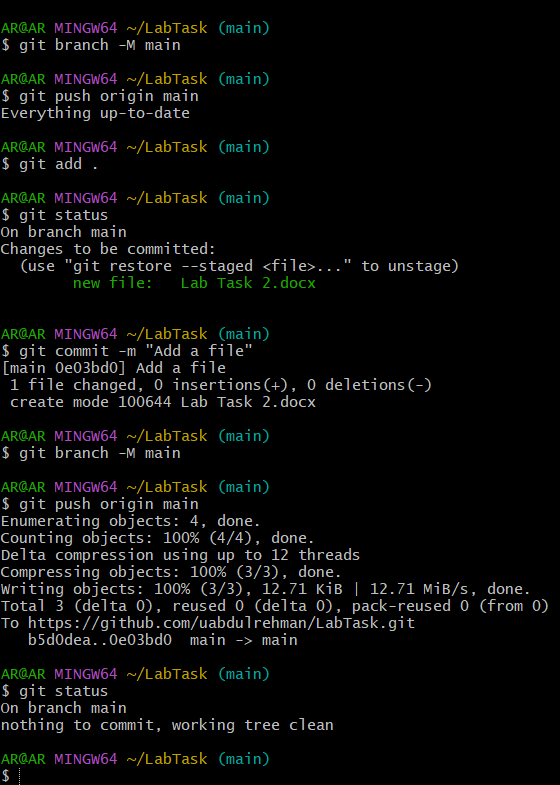 AR@AR MINGW64 ~/LabTask (main)
$ git branch -M main
AR@AR MINGW64 ~/LabTask (main)
$ git push origin main
Everything up-to-date
AR@AR MINGW64 ~/LabTask (main)
$ git add .
AR@AR MINGW64 ~/LabTask (main)
$ git status
On branch main
Changes to be committed:
  (use "git restore --staged <file>..." to unstage)
        new file:   Lab Task 2.docx
AR@AR MINGW64 ~/LabTask (main)
$ git commit -m "Add a file"
[main 0e03bd0] Add a file
 1 file changed, 0 insertions(+), 0 deletions(-)
 create mode 100644 Lab Task 2.docx
AR@AR MINGW64 ~/LabTask (main)
$ git branch -M main
AR@AR MINGW64 ~/LabTask (main)
$ git push origin main
Enumerating objects: 4, done.
Counting objects: 100% (4/4), done.
Delta compression using up to 12 threads
Compressing objects: 100% (3/3), done.
Writing objects: 100% (3/3), 12.71 KiB | 12.71 MiB/s, done.
Total 3 (delta 0), reused 0 (delta 0), pack-reused 0 (from 0)
To https://github.com/uabdulrehman/LabTask.git
   b5d0dea..0e03bd0  main -> main
AR@AR MINGW64 ~/LabTask (main)
$ git status
On branch main
nothing to commit, working tree clean
AR@AR MINGW64 ~/LabTask (main)
$